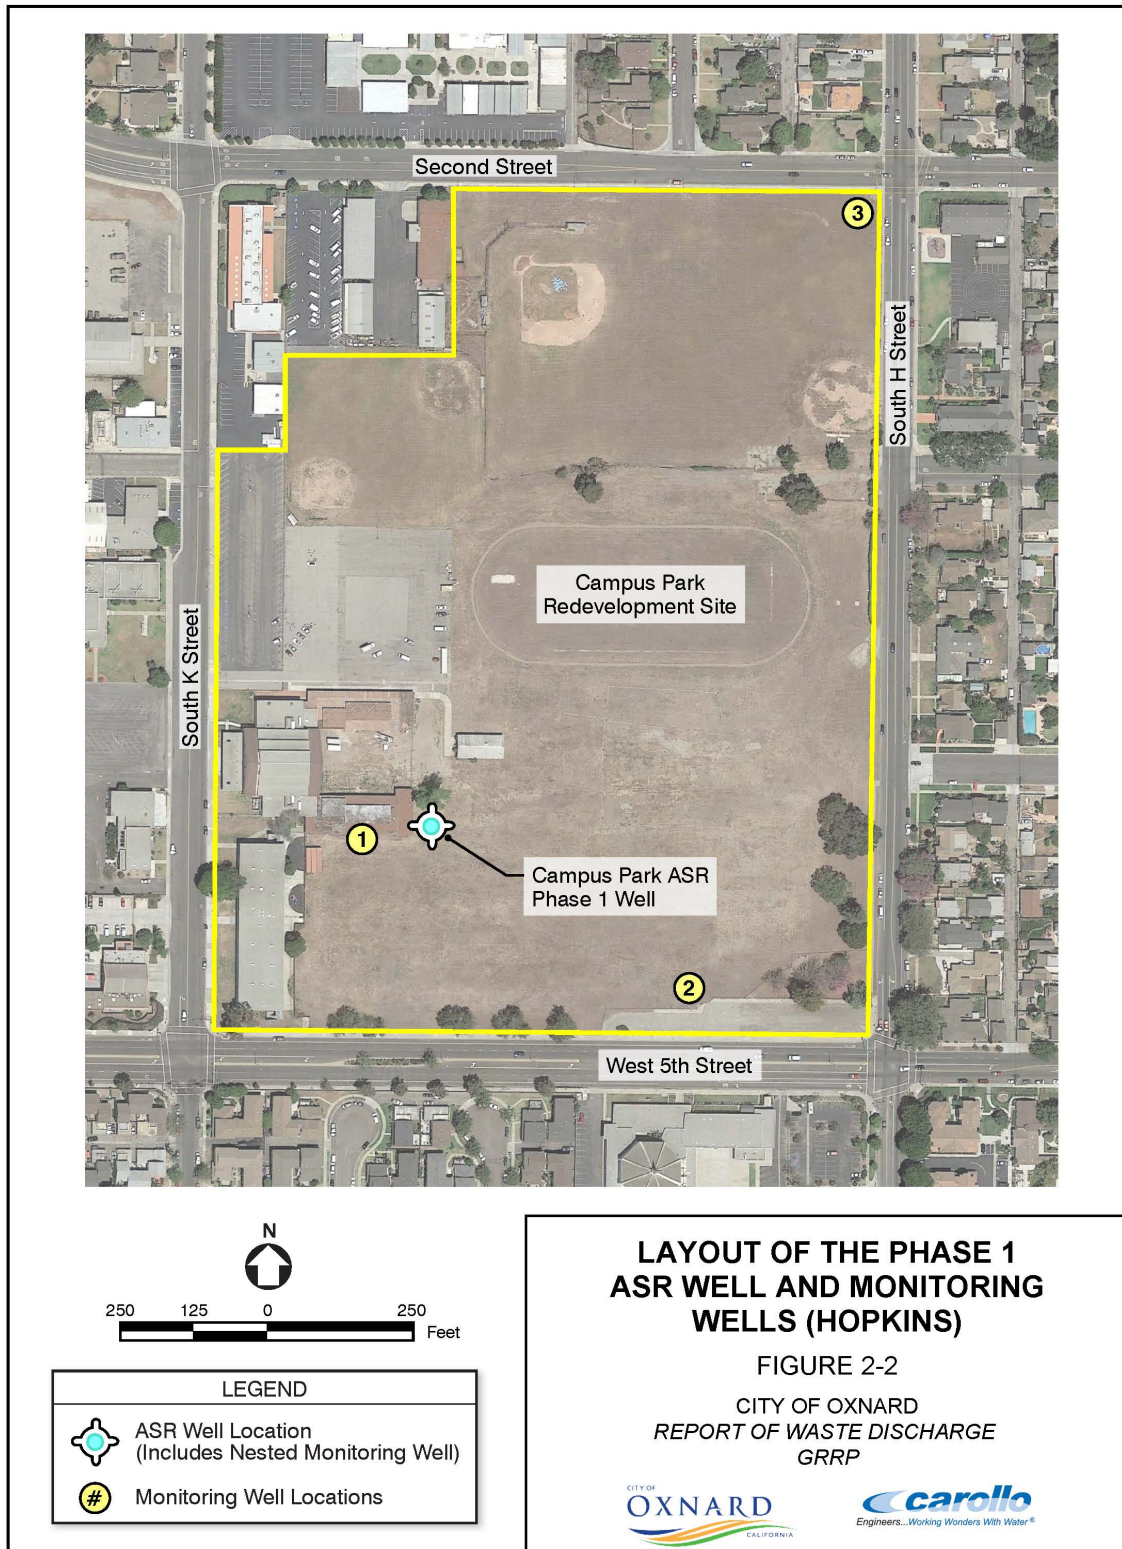 Second Street
3
South H Street
Campus Park
Redevelopment Site
South K Street
1
Campus Park ASR
Phase 1 Well
2
West 5th Street
N
250 125 0 250
Feet
LEGEND
ASR Well Location
(Includes Nested Monitoring Well)
# Monitoring Well Locations
LAYOUT OF THE PHASE 1
ASR WELL AND MONITORING
WELLS (HOPKINS)
FIGURE 2-2
CITY OF OXNARD
REPORT OF WASTE DISCHARGE
GRRP
CITY OF
OXNARD
CALIFORNIA
carollo
Engineers...Working Wonders With Water ®